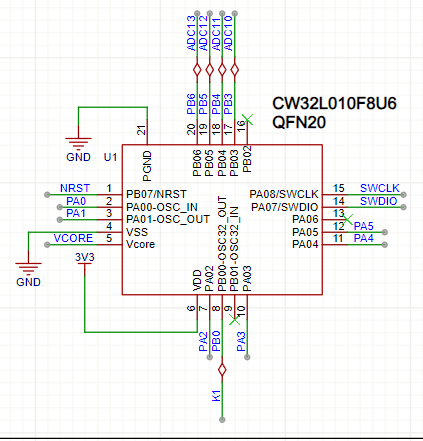 ADC13 ADC12 ADC11 ADC10
PB6 PB5 PB4 PB3
20 19 18 17 16
CW32L010F8U6
QFN20
21
GND
U1
PGND PB06 PB05 PB04 PB03 PB02
NRST 1 PB07/NRST PA08/SWCLK 15 SWCLK
PA0 2 PA00-OSC_IN PA07/SWDIO 14 SWDIO
PA1 3 PA01-OSC_OUT PA06 13
4 VSS PA05 12 PA5
VCORE 5 Vcore PA04 11 PA4
3V3
GND
VDD PA02 PB00-OSC32_OUT PB01-OSC32_IN PA03
6 7 8 9 10
PA2 PB0 PA3
K1